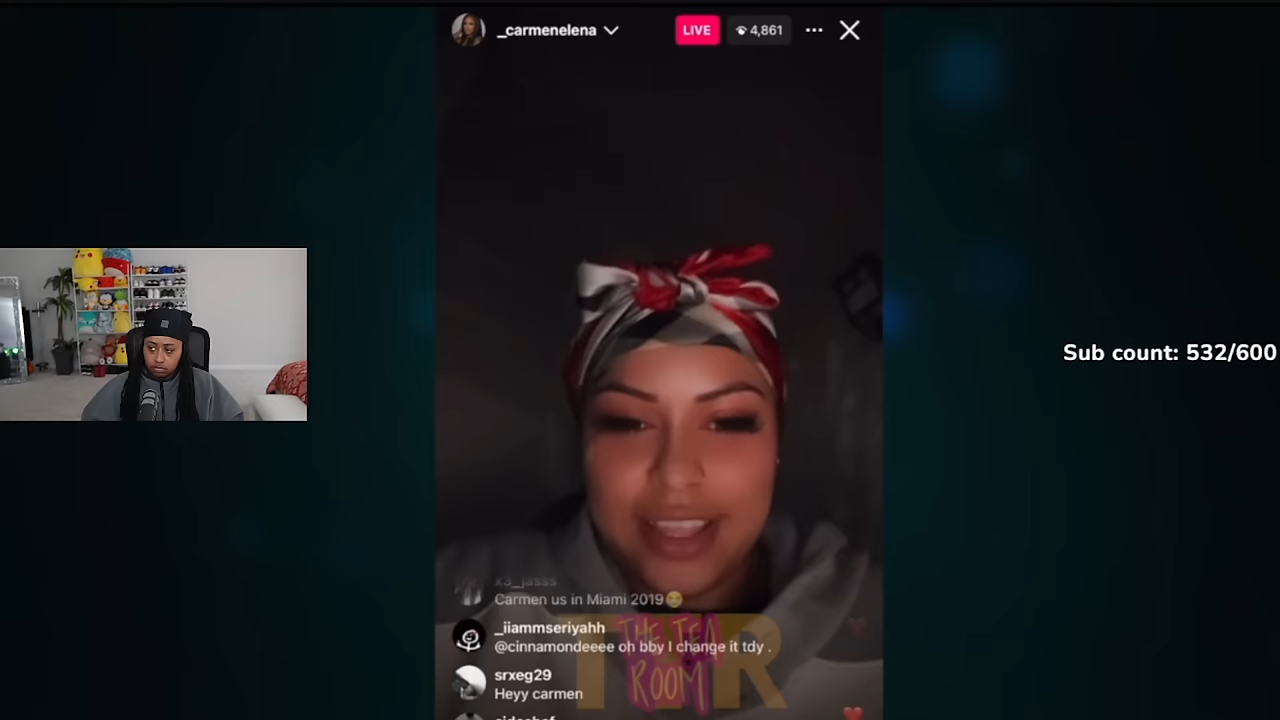 _carmenelena
LIVE
4,861
Sub count: 532/600
x3_jasss
Carmen us in Miami 2019
_iiammseriyahh
@cinnamondeeee oh bby I change it tdy .
srxeg29
Heyy carmen
THE TEA
ROOM